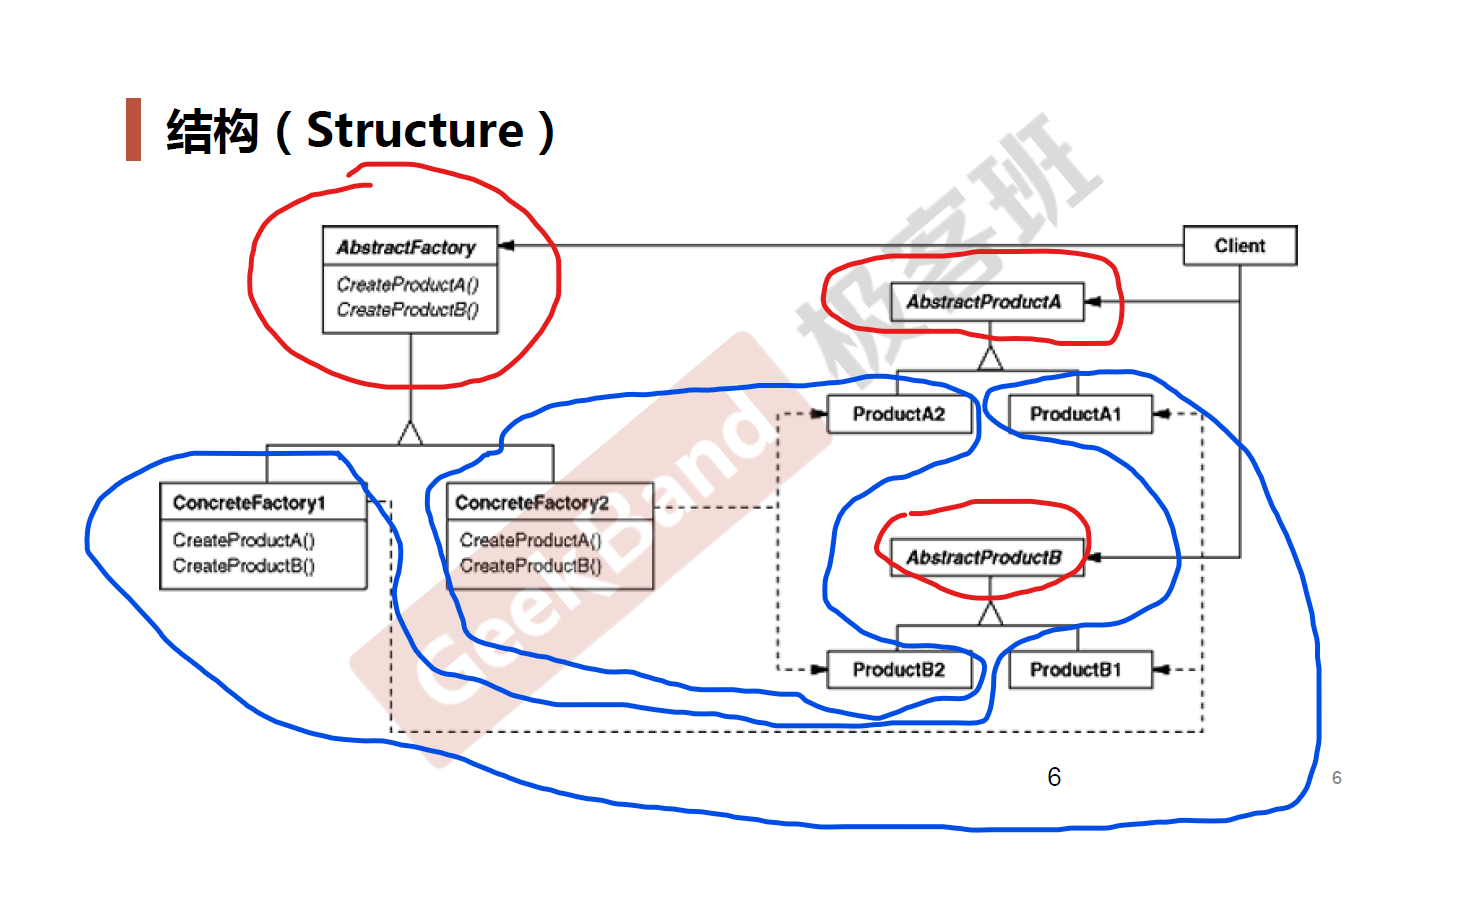 结构（Structure）
AbstractFactory
CreateProductA()
CreateProductB()
Client
AbstractProductA
ProductA2
ProductA1
ConcreteFactory1
CreateProductA()
CreateProductB()
ConcreteFactory2
CreateProductA()
CreateProductB()
AbstractProductB
ProductB2
ProductB1
GeekBand 极客班
6
6